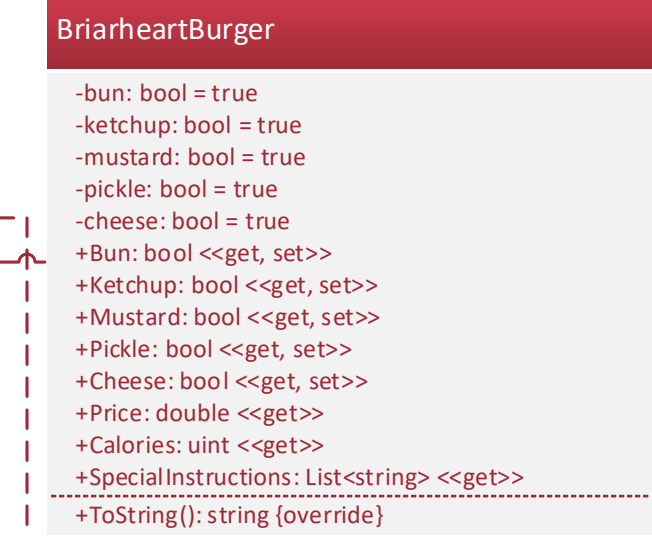 BriarheartBurger
-bun: bool = true
-ketchup: bool = true
-mustard: bool = true
-pickle: bool = true
-cheese: bool = true
+Bun: bool <<get, set>>
+Ketchup: bool <<get, set>>
+Mustard: bool <<get, set>>
+Pickle: bool <<get, set>>
+Cheese: bool <<get, set>>
+Price: double <<get>>
+Calories: uint <<get>>
+SpecialInstructions: List<string> <<get>>
+ToString(): string {override}